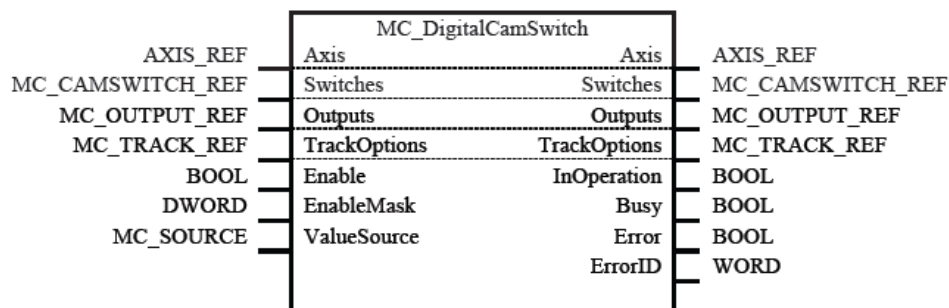 MC_DigitalCamSwitch
AXIS_REF Axis Axis AXIS_REF
MC_CAMSWITCH_REF Switches Switches MC_CAMSWITCH_REF
MC_OUTPUT_REF Outputs Outputs MC_OUTPUT_REF
MC_TRACK_REF TrackOptions TrackOptions MC_TRACK_REF
BOOL Enable InOperation BOOL
DWORD EnableMask Busy BOOL
MC_SOURCE ValueSource Error BOOL
ErrorID WORD